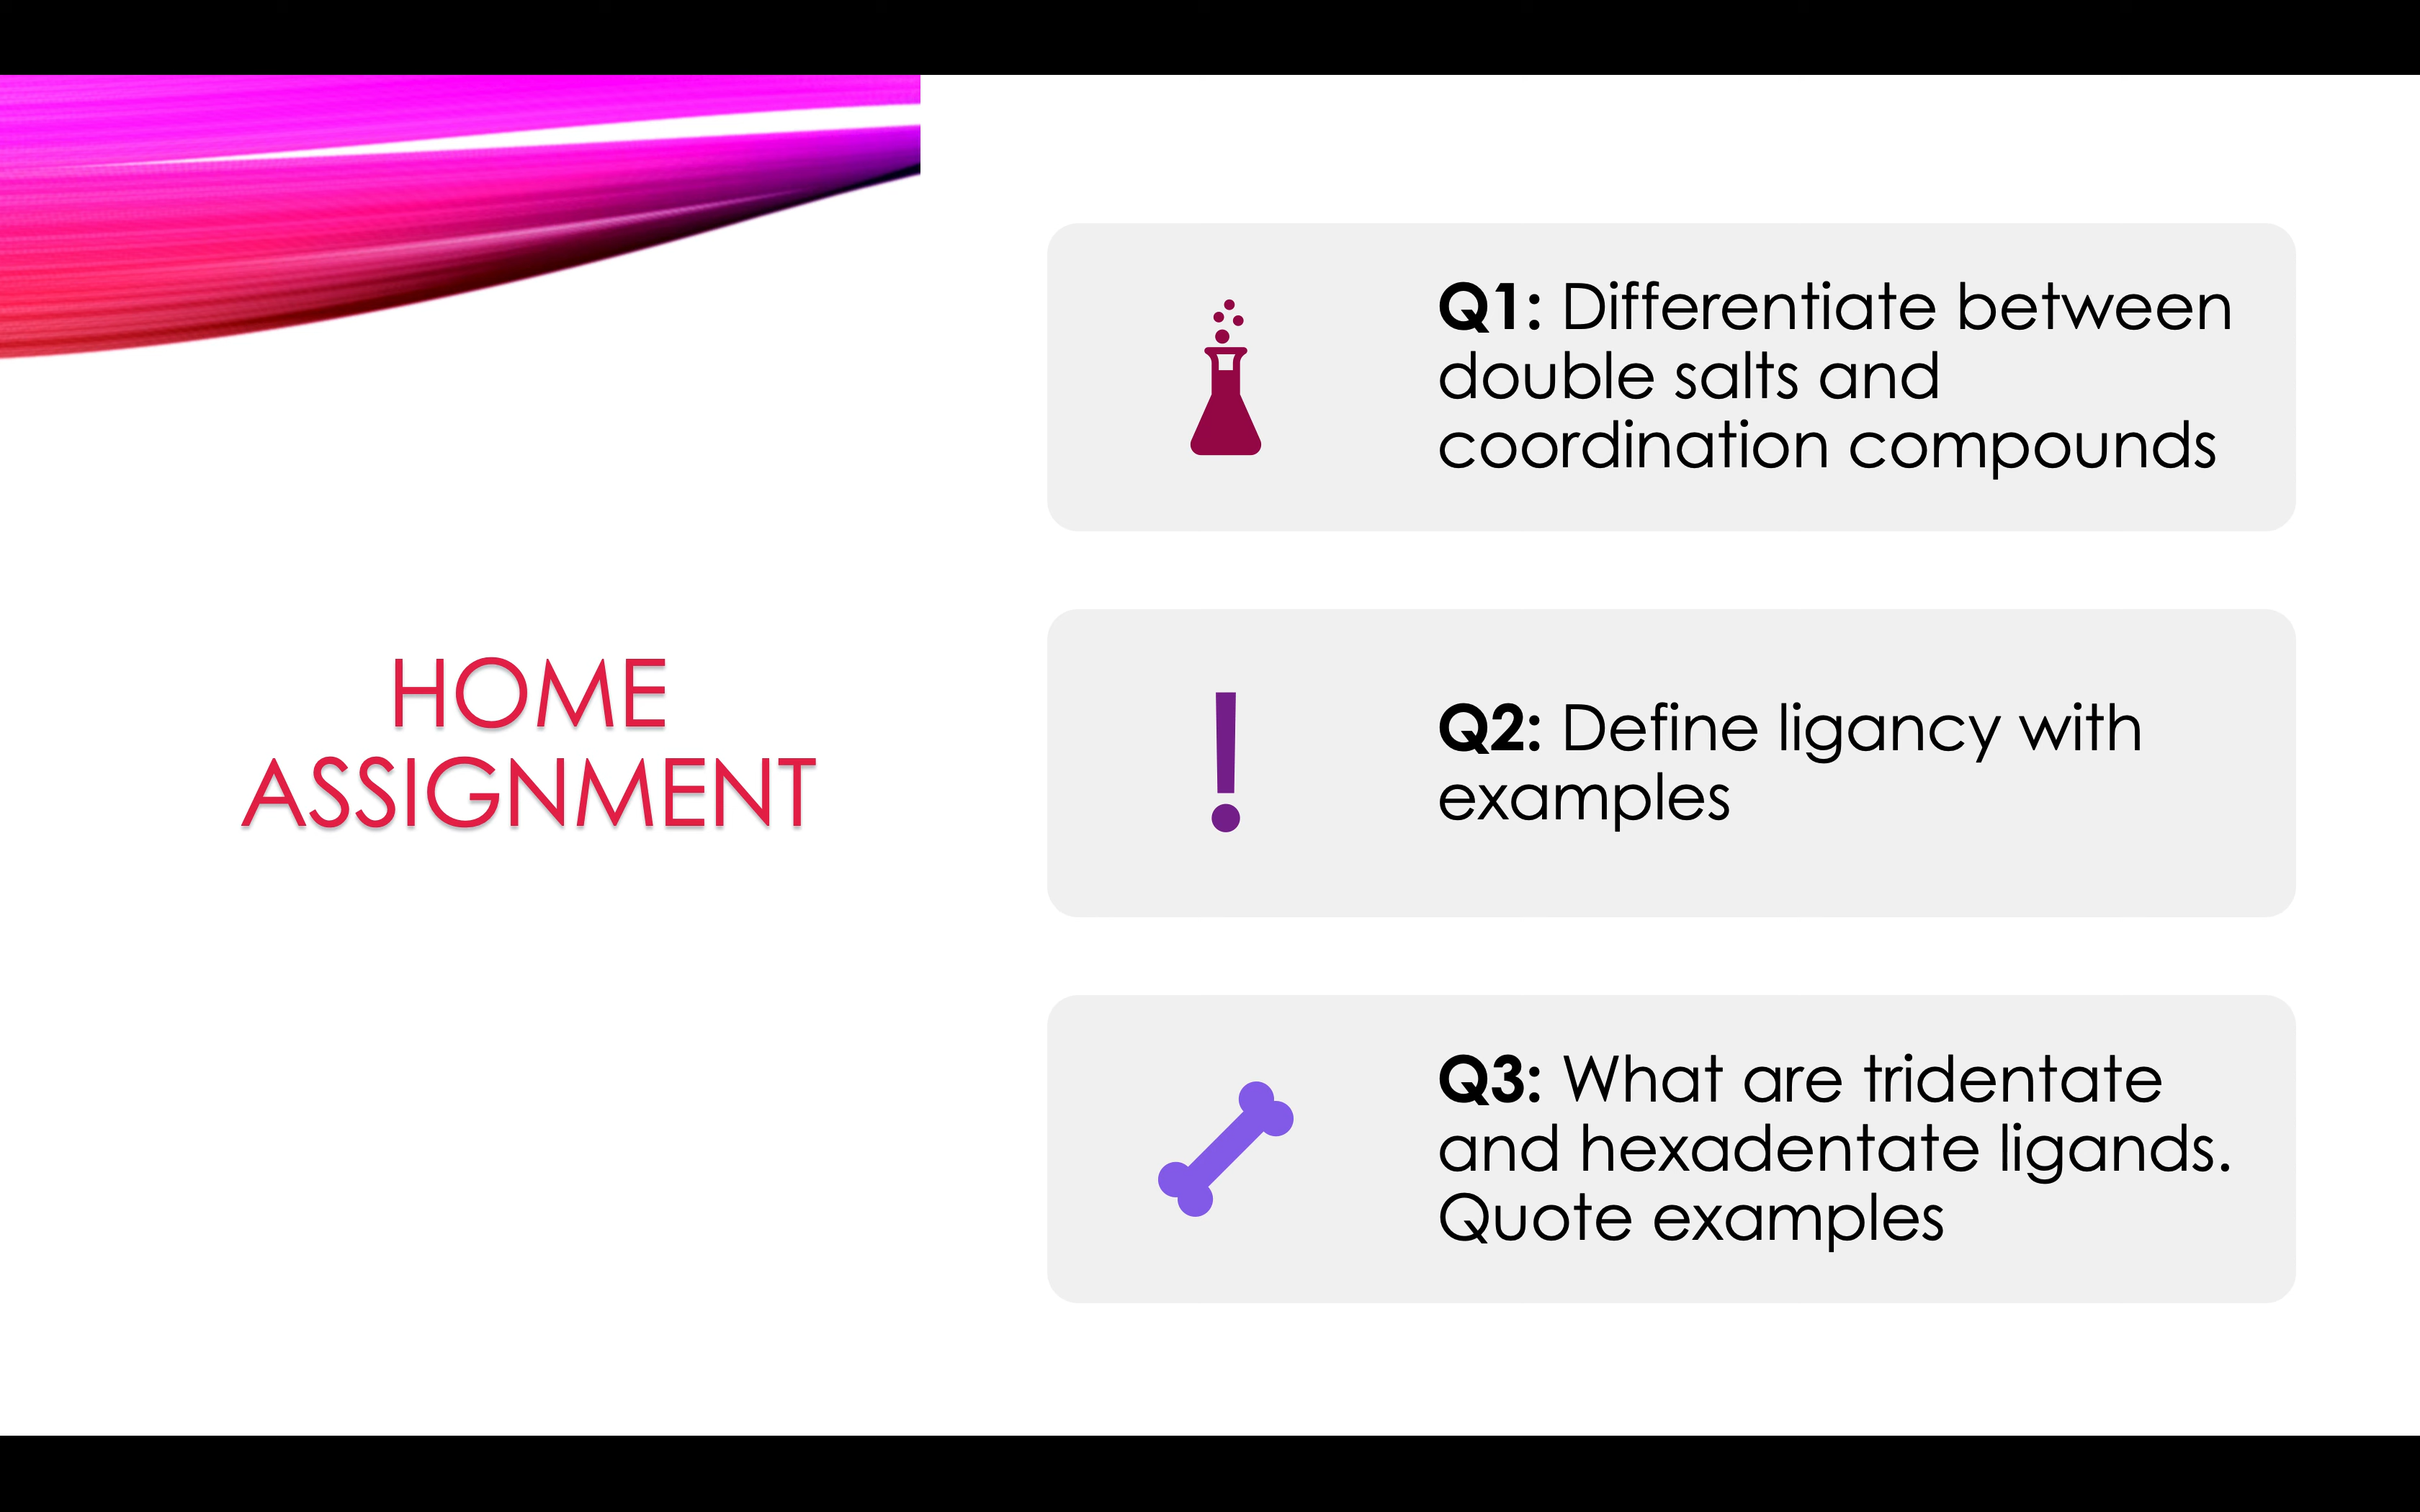 HOME
ASSIGNMENT
Q1: Differentiate between
double salts and
coordination compounds
Q2: Define ligancy with
examples
Q3: What are tridentate
and hexadentate ligands.
Quote examples